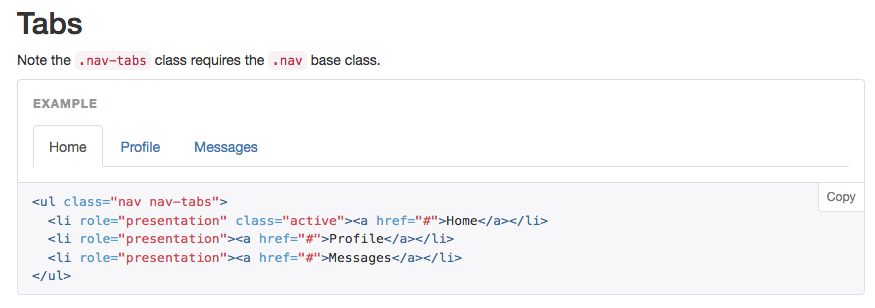 Tabs
Note the .nav-tabs class requires the .nav base class.
EXAMPLE
Home Profile Messages
Copy
<ul class="nav nav-tabs">
  <li role="presentation" class="active"><a href="#">Home</a></li>
  <li role="presentation"><a href="#">Profile</a></li>
  <li role="presentation"><a href="#">Messages</a></li>
</ul>